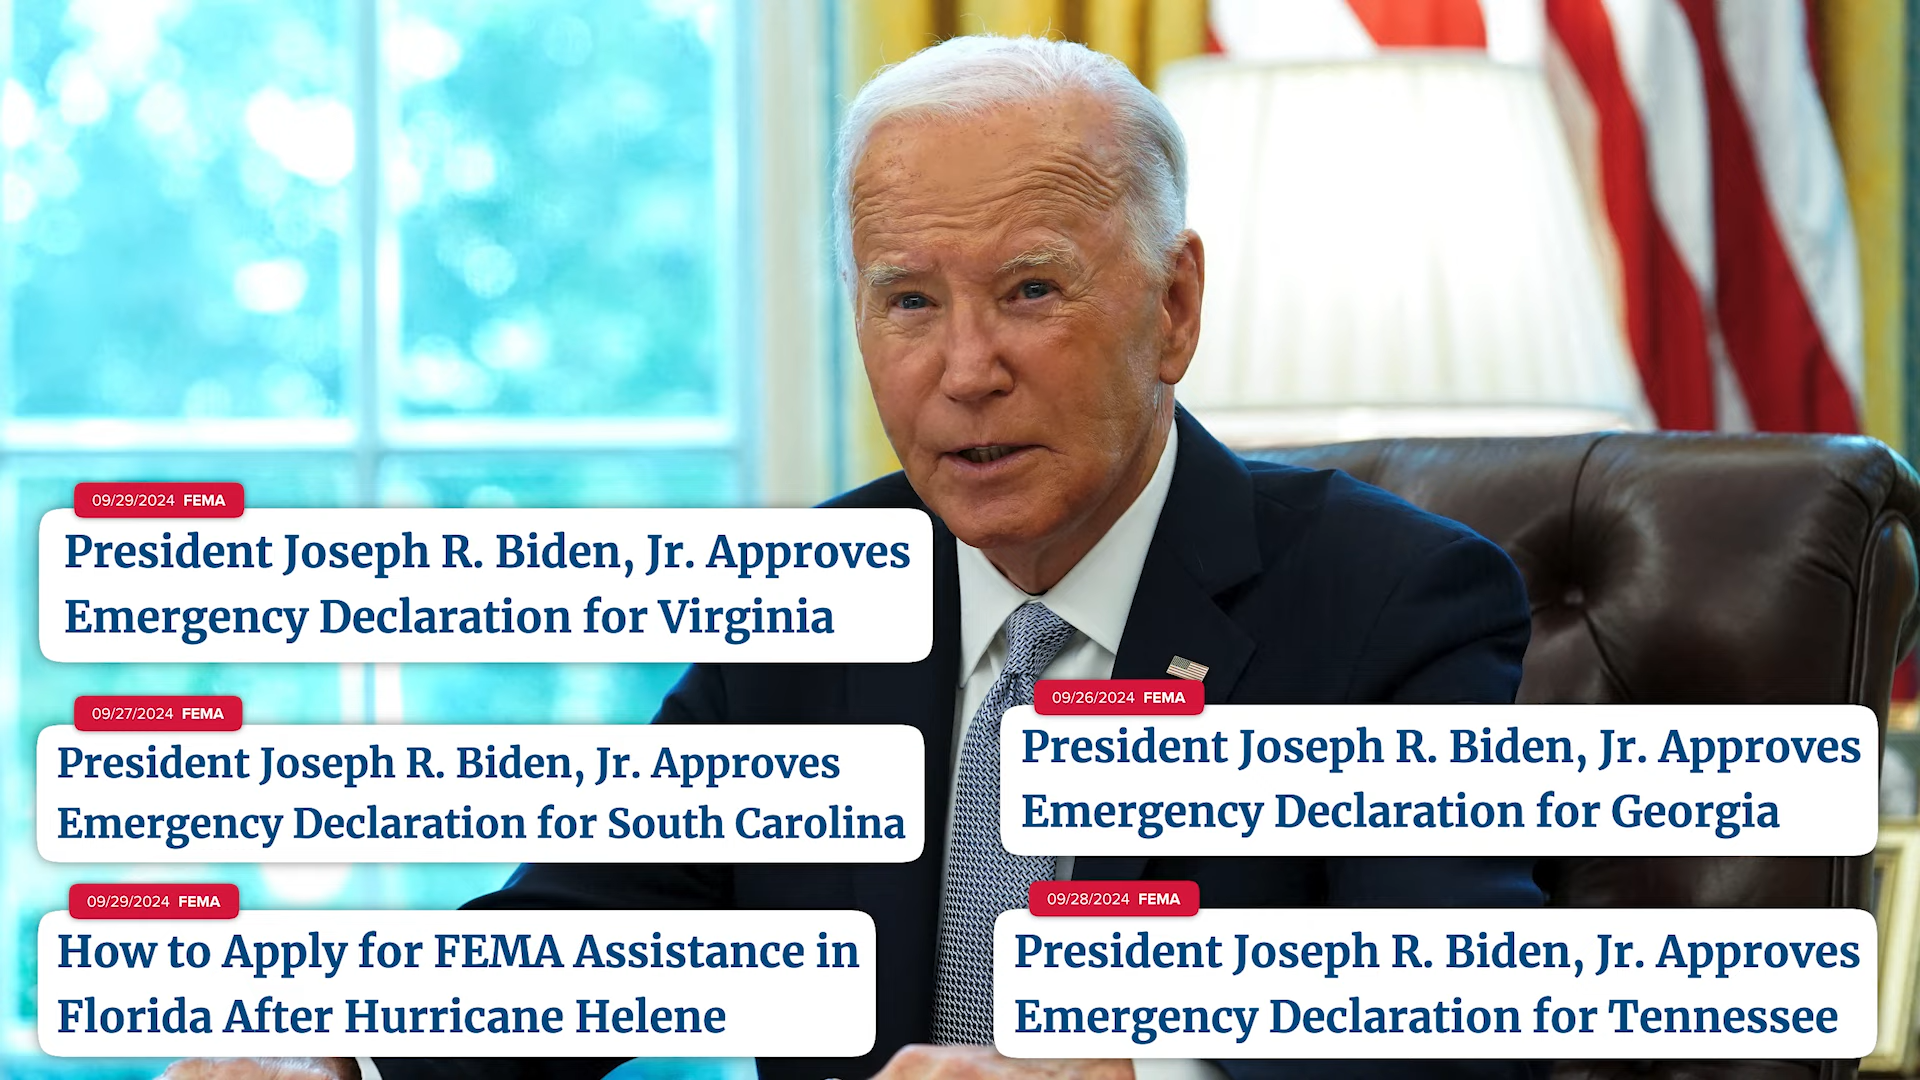 09/29/2024 FEMA
President Joseph R. Biden, Jr. Approves
Emergency Declaration for Virginia
09/27/2024 FEMA
President Joseph R. Biden, Jr. Approves
Emergency Declaration for South Carolina
09/29/2024 FEMA
How to Apply for FEMA Assistance in
Florida After Hurricane Helene
09/26/2024 FEMA
President Joseph R. Biden, Jr. Approves
Emergency Declaration for Georgia
09/28/2024 FEMA
President Joseph R. Biden, Jr. Approves
Emergency Declaration for Tennessee